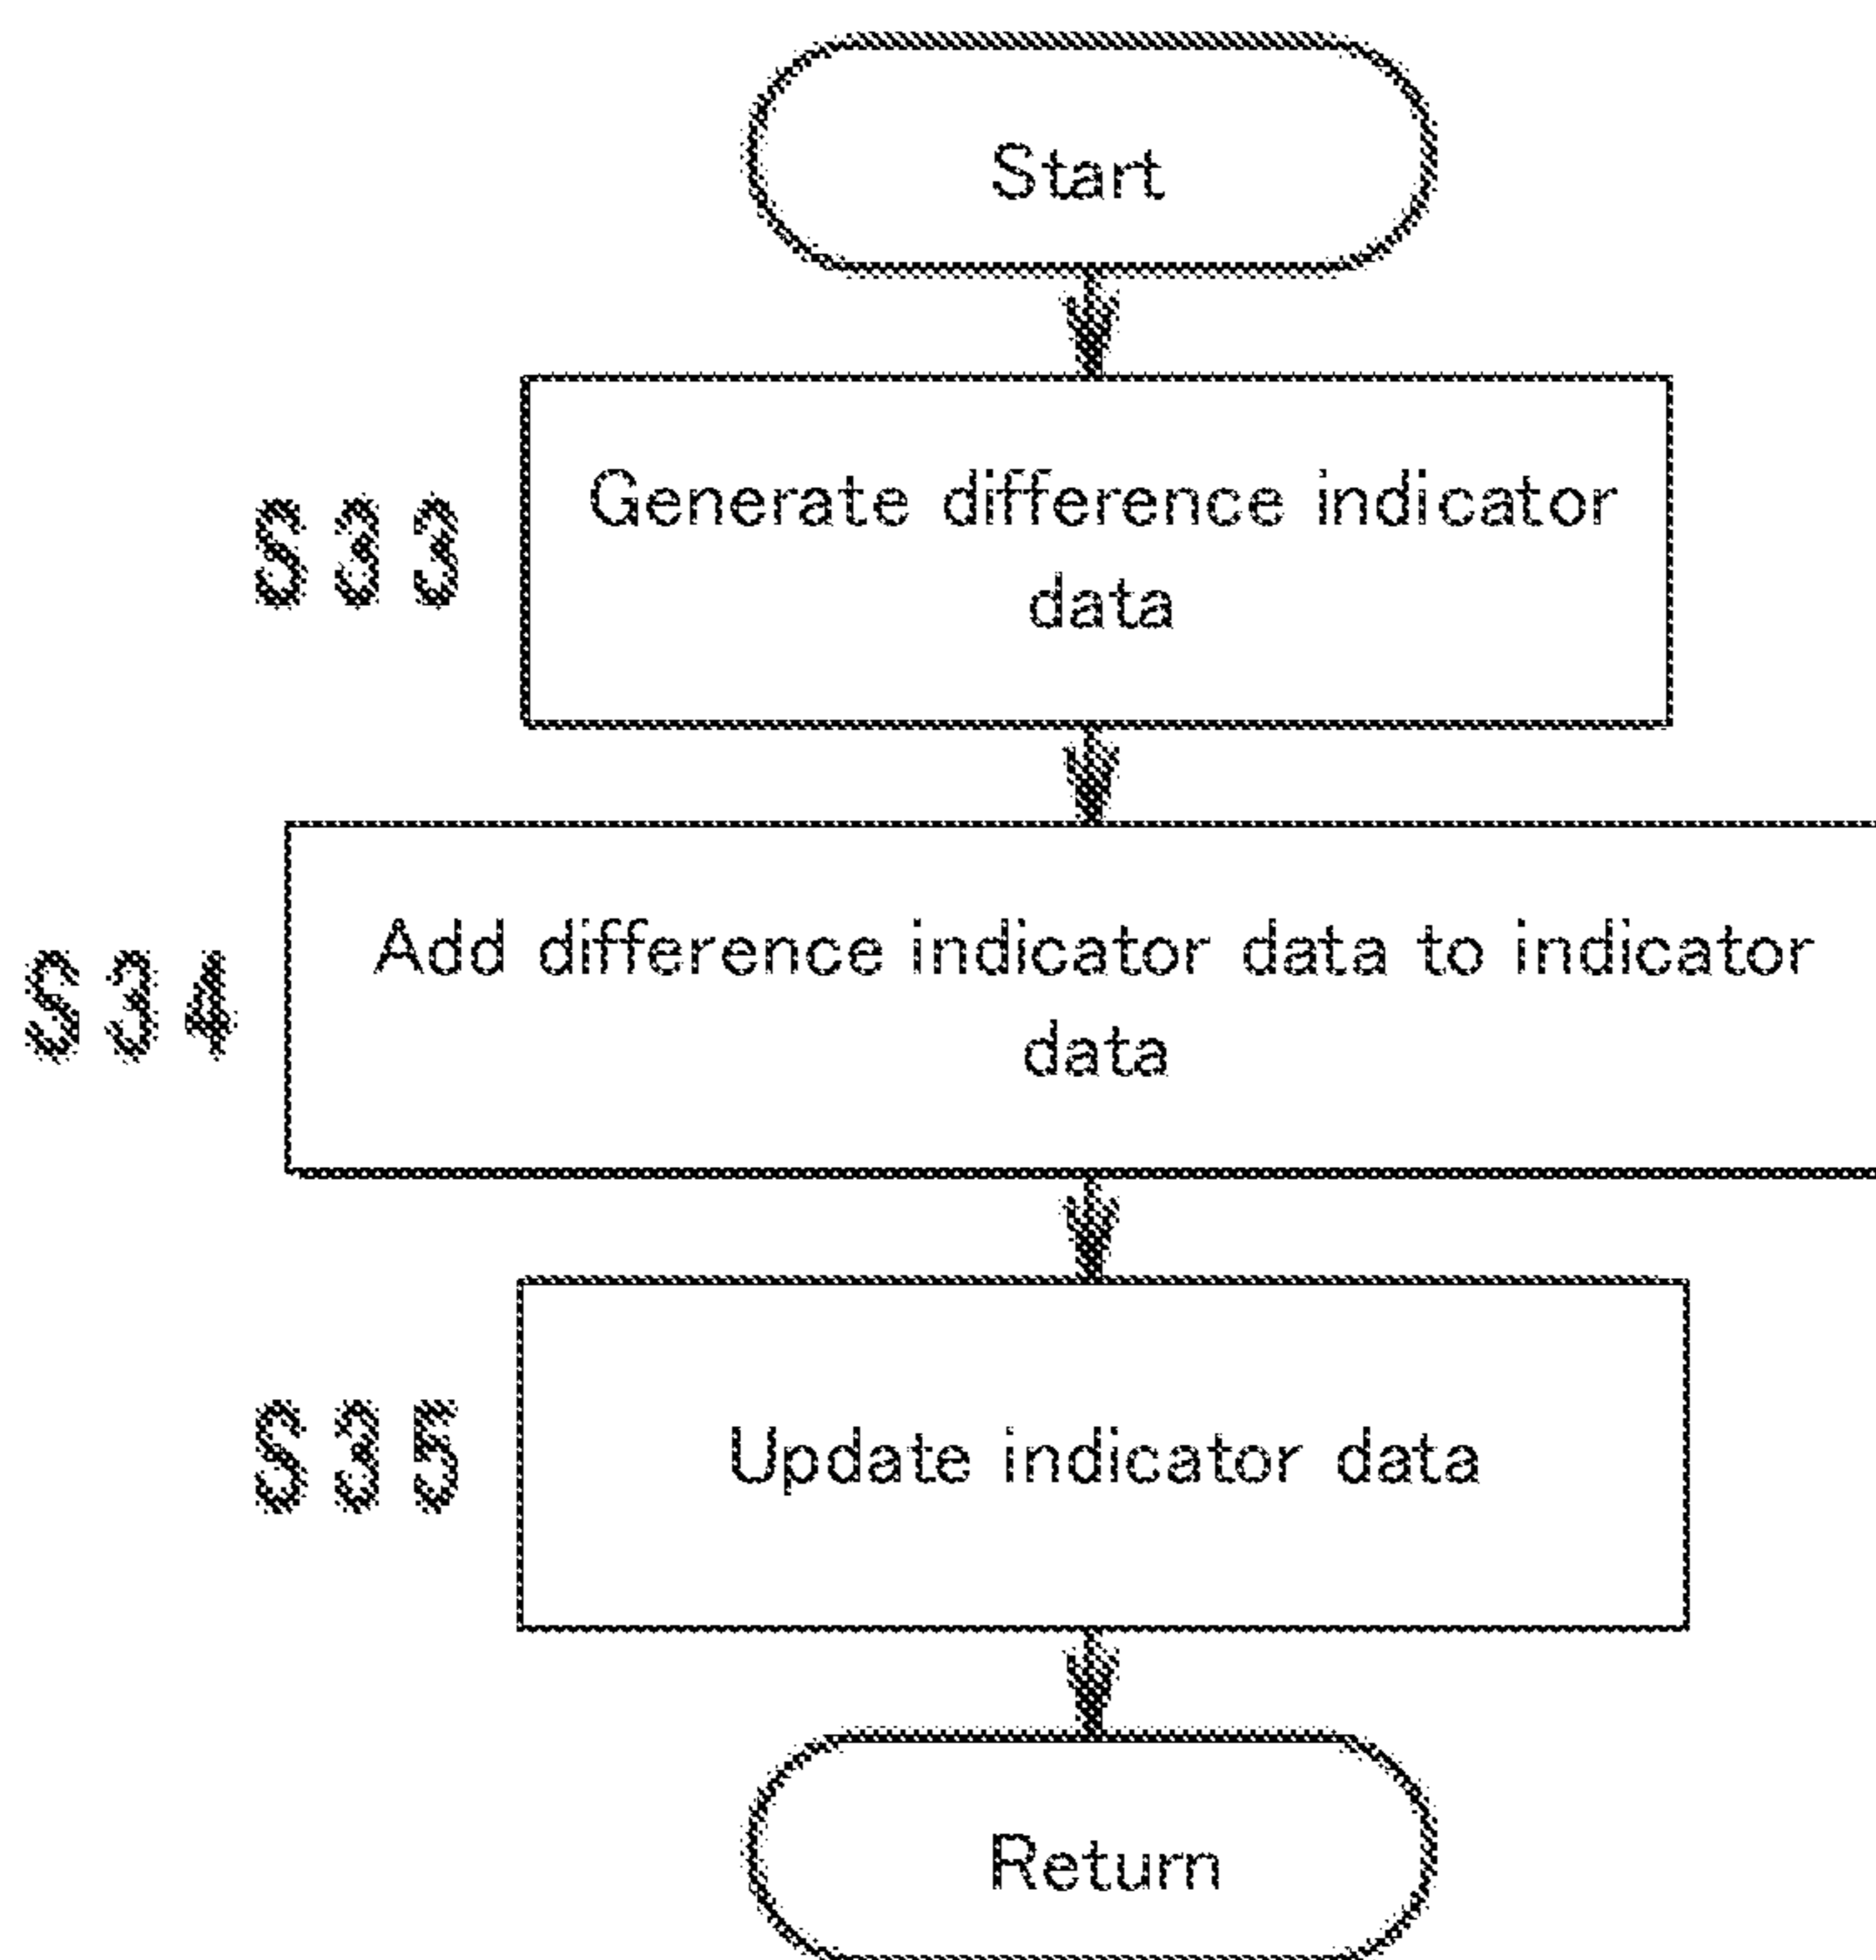 Start
S33
Generate difference indicator
data
S34
Add difference indicator data to indicator
data
S35
Update indicator data
Return